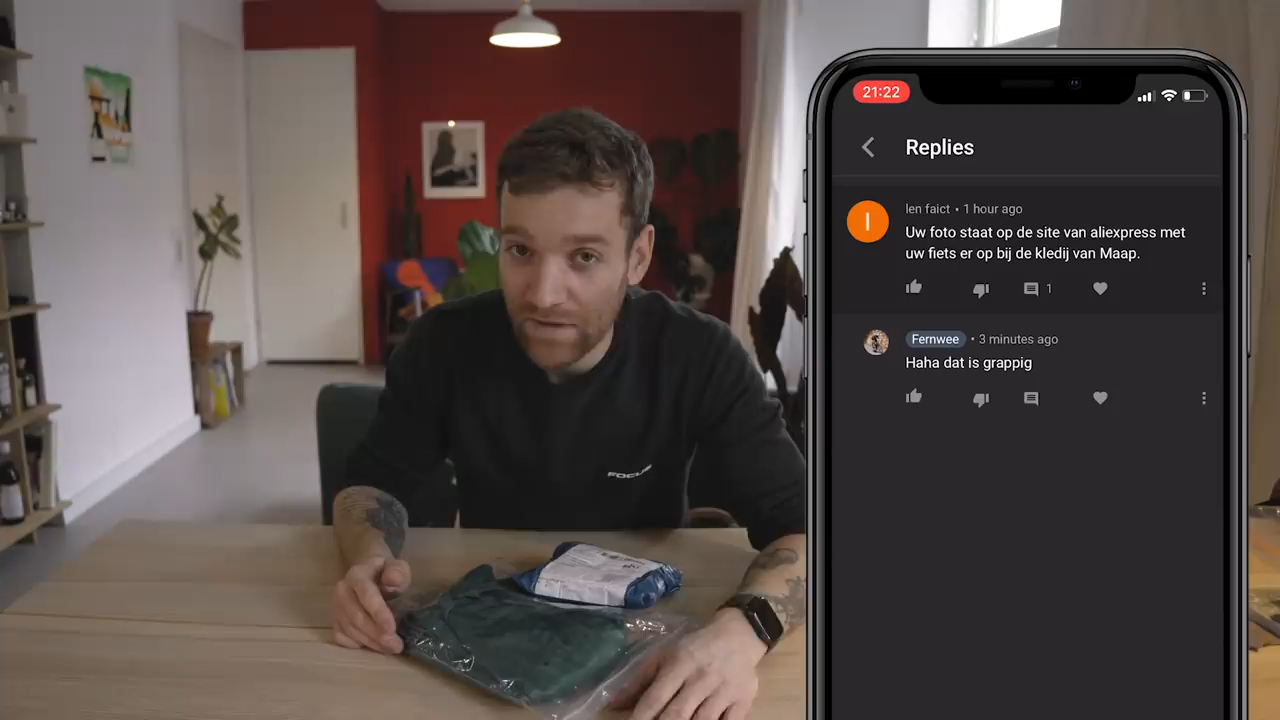 21:22
Replies
I
len faict • 1 hour ago
Uw foto staat op de site van aliexpress met
uw fiets er op bij de kledij van Maap.
1
Fernwee • 3 minutes ago
Haha dat is grappig
FOCUS